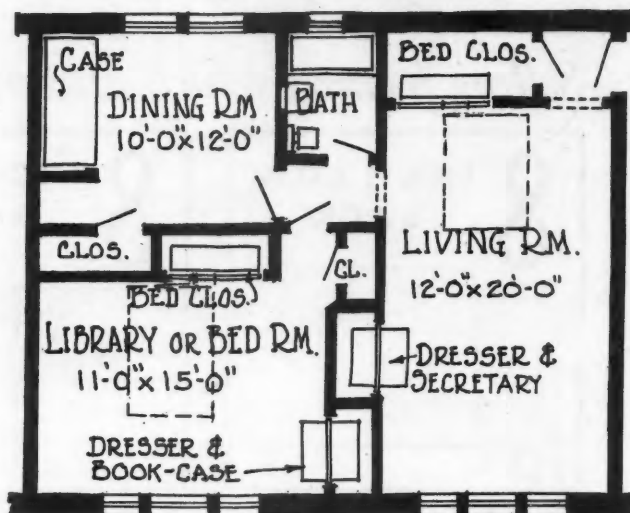 CASE
DINING RM
10'-0"x12'-0"
BATH
BED CLOS.
CLOS.
BED CLOS.
CL.
LIVING RM.
12'-0"x20'-0"
LIBRARY OR BED RM.
11'-0"x15'-0"
DRESSER &
SECRETARY
DRESSER &
BOOK-CASE